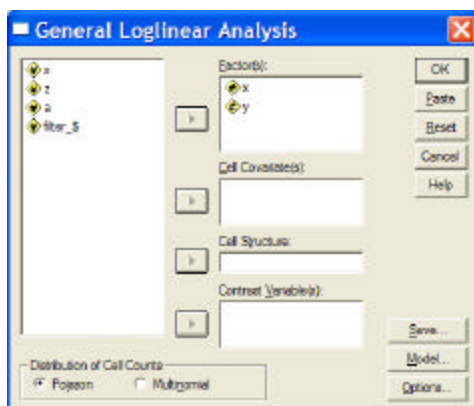 General Loglinear Analysis
z
a
filter_$
Factor(s):
x
y
Cell Covariate(s):
Cell Structure:
Contrast Variable(s):
Distribution of Cell Counts
Poisson
Multinomial
OK
Paste
Reset
Cancel
Help
Save...
Model...
Options...